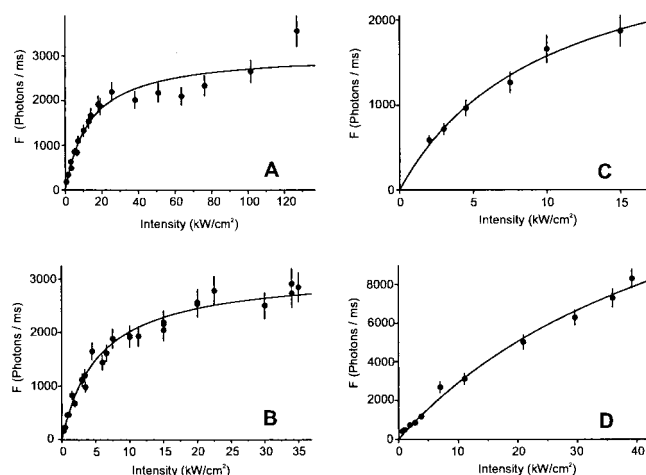 F (Photons / ms)
3000
2000
1000
0
0 20 40 60 80 100 120
Intensity (kW/cm²)
A
F (Photons / ms)
2000
1000
0
0 5 10 15
Intensity (kW/cm²)
C
F (Photons / ms)
3000
2000
1000
0
0 5 10 15 20 25 30 35
Intensity (kW/cm²)
B
F (Photons / ms)
8000
6000
4000
2000
0
0 10 20 30 40
Intensity (kW/cm²)
D